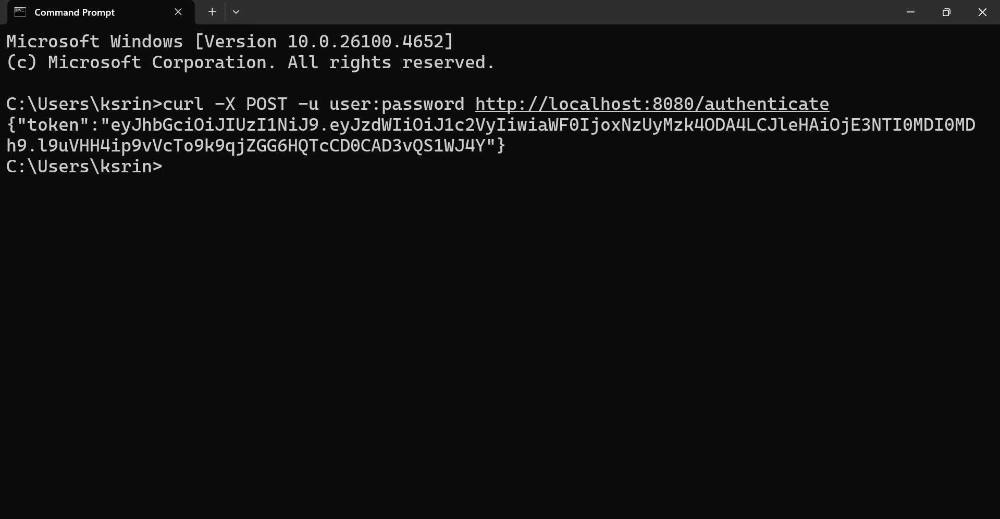 Command Prompt
Microsoft Windows [Version 10.0.26100.4652]
(c) Microsoft Corporation. All rights reserved.
C:\Users\ksrin>curl -X POST -u user:password http://localhost:8080/authenticate
{"token":"eyJhbGciOiJIUzI1NiJ9.eyJzdWIiOiJ1c2VyIiwiaWF0IjoxNzUyMzk4ODA4LCJleHAiOjE3NTI0MDI0MD
h9.l9uVHH4ip9vVcTo9k9qjZGG6HQTcCD0CAD3vQS1WJ4Y"}
C:\Users\ksrin>